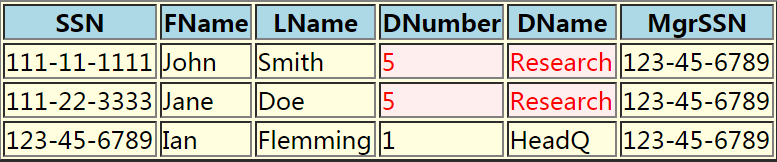 SSN FName LName DNumber DName MgrSSN
111-11-1111 John Smith 5 Research 123-45-6789
111-22-3333 Jane Doe 5 Research 123-45-6789
123-45-6789 Ian Flemming 1 HeadQ 123-45-6789